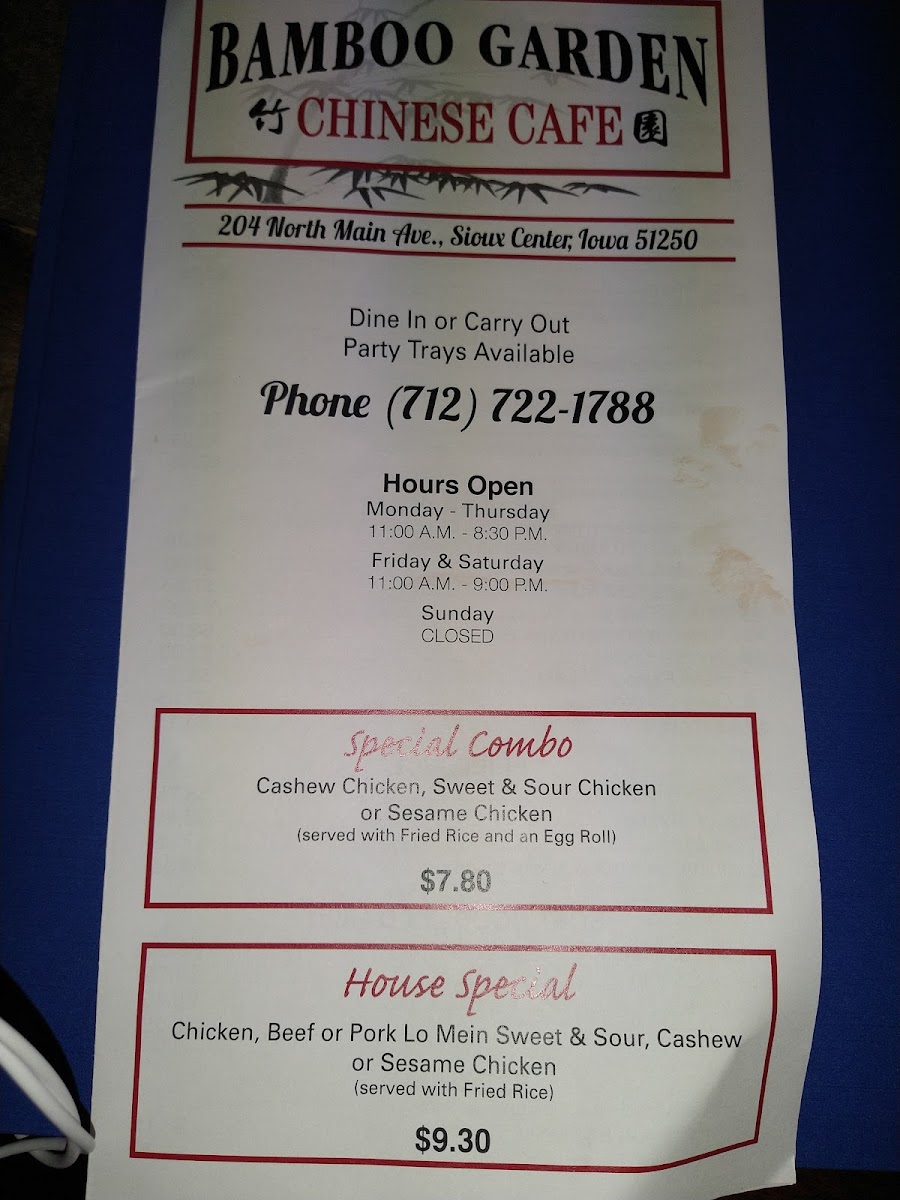 BAMBOO GARDEN
竹 CHINESE CAFE 園
204 North Main Ave., Sioux Center, Iowa 51250
Dine In or Carry Out
Party Trays Available
Phone (712) 722-1788
Hours Open
Monday - Thursday
11:00 A.M. - 8:30 P.M.
Friday & Saturday
11:00 A.M. - 9:00 P.M.
Sunday
CLOSED
Special Combo
Cashew Chicken, Sweet & Sour Chicken
or Sesame Chicken
(served with Fried Rice and an Egg Roll)
$7.80
House Special
Chicken, Beef or Pork Lo Mein Sweet & Sour, Cashew
or Sesame Chicken
(served with Fried Rice)
$9.30